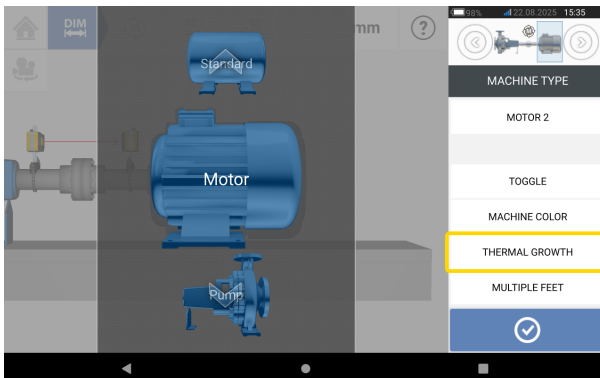 98% 22.08.2025 15:35
DIM
mm
?
Standard
Motor
Pump
MACHINE TYPE
MOTOR 2
TOGGLE
MACHINE COLOR
THERMAL GROWTH
MULTIPLE FEET